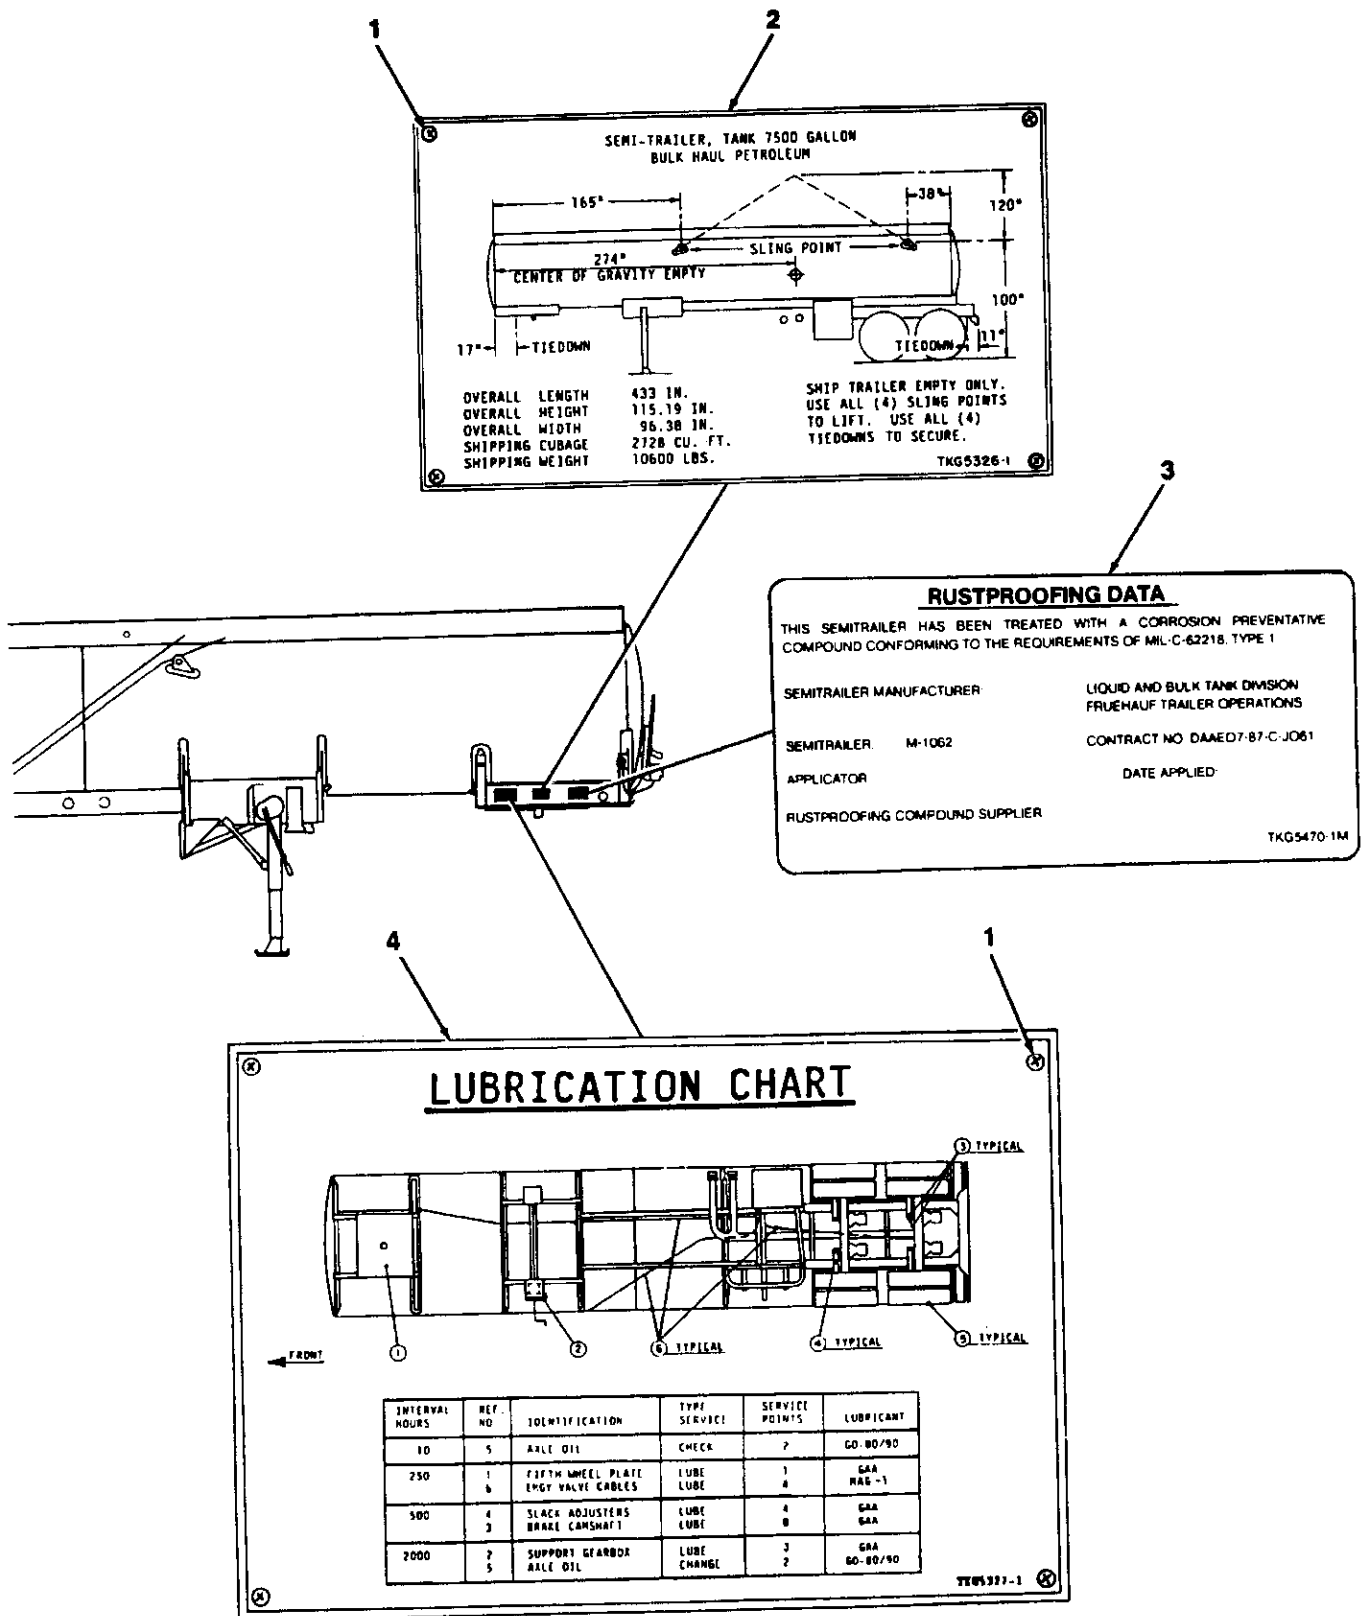 1
2
SEMI-TRAILER, TANK 7500 GALLON
BULK HAUL PETROLEUM
165"
38"
120"
SLING POINT
274"
CENTER OF GRAVITY EMPTY
100"
17"
TIEDOWN
TIEDOWN
11"
OVERALL LENGTH 433 IN.
OVERALL HEIGHT 115.19 IN.
OVERALL WIDTH 96.38 IN.
SHIPPING CUBAGE 2728 CU. FT.
SHIPPING WEIGHT 10600 LBS.
SHIP TRAILER EMPTY ONLY.
USE ALL (4) SLING POINTS
TO LIFT. USE ALL (4)
TIEDOWNS TO SECURE.
TKG5326-1
3
RUSTPROOFING DATA
THIS SEMITRAILER HAS BEEN TREATED WITH A CORROSION PREVENTATIVE
COMPOUND CONFORMING TO THE REQUIREMENTS OF MIL-C-62218, TYPE 1
SEMITRAILER MANUFACTURER
LIQUID AND BULK TANK DIVISION
FRUEHAUF TRAILER OPERATIONS
SEMITRAILER. M-1062
CONTRACT NO DAAED7-87-C-JO61
APPLICATOR
DATE APPLIED
RUSTPROOFING COMPOUND SUPPLIER
TKG5470-1M
4
1
LUBRICATION CHART
3 TYPICAL
FRONT
1
2
6 TYPICAL
4 TYPICAL
5 TYPICAL
INTERVAL HOURS REF. NO IDENTIFICATION TYPE SERVICE SERVICE POINTS LUBRICANT
10 5 AXLE OIL CHECK 2 GO-80/90
250 1 FIFTH WHEEL PLATE LUBE 1 GAA
6 EMGY VALVE CABLES LUBE 4 MAG-1
500 4 SLACK ADJUSTERS LUBE 4 GAA
3 BRAKE CAMSHAFT LUBE 8 GAA
2000 2 SUPPORT GEARBOX LUBE 3 GAA
5 AXLE OIL CHANGE 2 GO-80/90
TKG5327-1